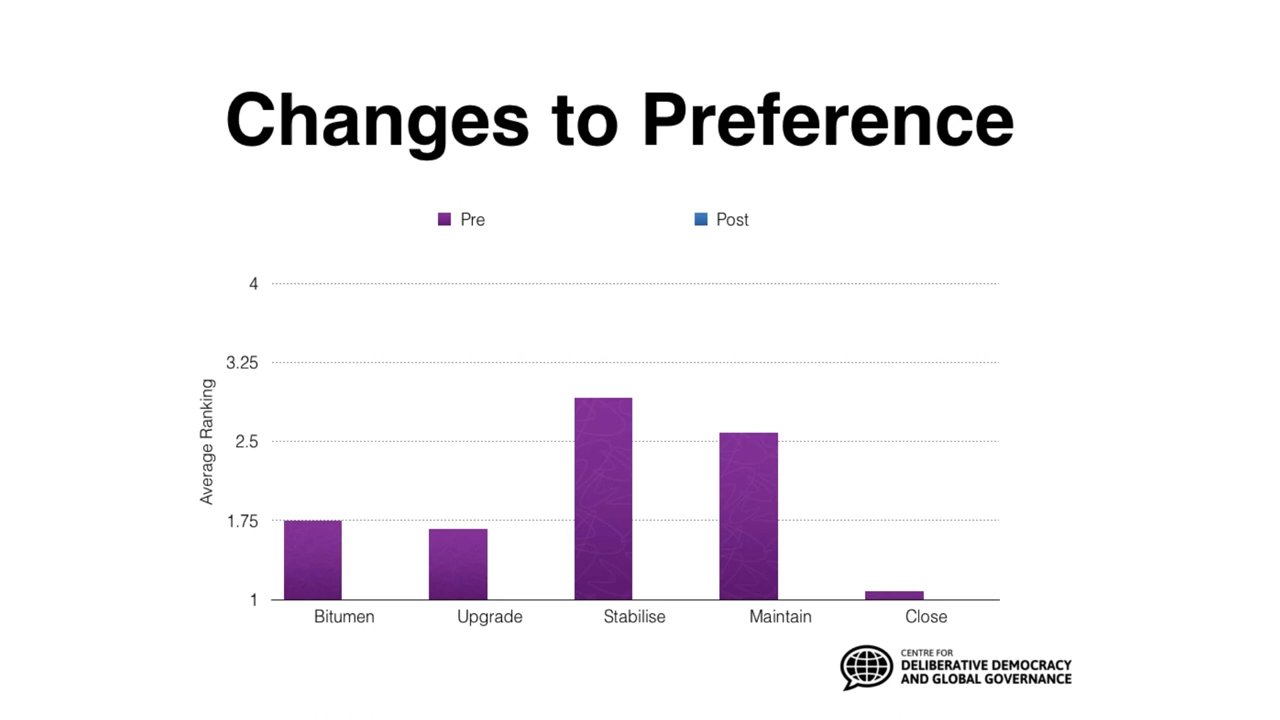 Changes to Preference
Pre
Post
4
3.25
2.5
1.75
1
Average Ranking
Bitumen
Upgrade
Stabilise
Maintain
Close
CENTRE FOR
DELIBERATIVE DEMOCRACY
AND GLOBAL GOVERNANCE